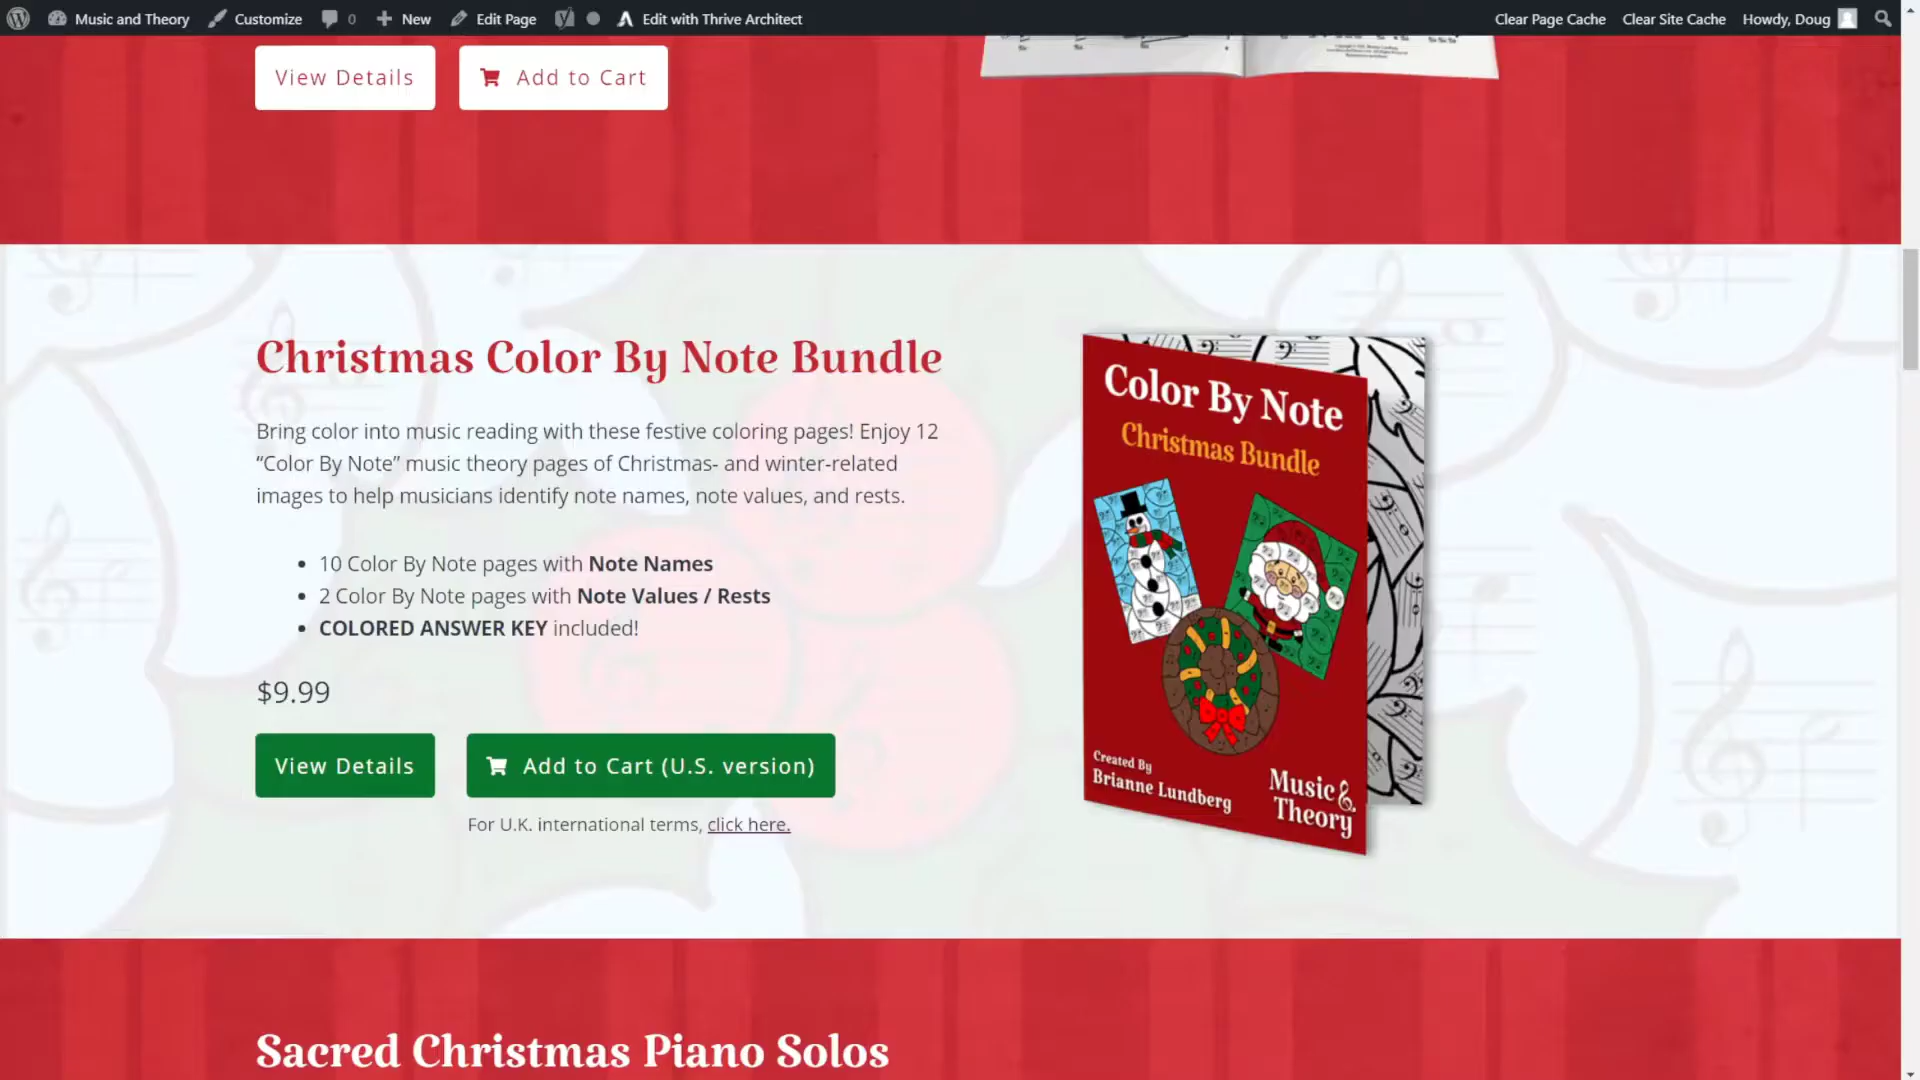 Music and Theory Customize 0 New Edit Page Edit with Thrive Architect Clear Page Cache Clear Site Cache Howdy, Doug
View Details Add to Cart
Christmas Color By Note Bundle
Bring color into music reading with these festive coloring pages! Enjoy 12
“Color By Note” music theory pages of Christmas- and winter-related
images to help musicians identify note names, note values, and rests.
• 10 Color By Note pages with Note Names
• 2 Color By Note pages with Note Values / Rests
• COLORED ANSWER KEY included!
$9.99
View Details Add to Cart (U.S. version)
For U.K. international terms, click here.
Color By Note
Christmas Bundle
Created By
Brianne Lundberg
Music &
Theory
Sacred Christmas Piano Solos